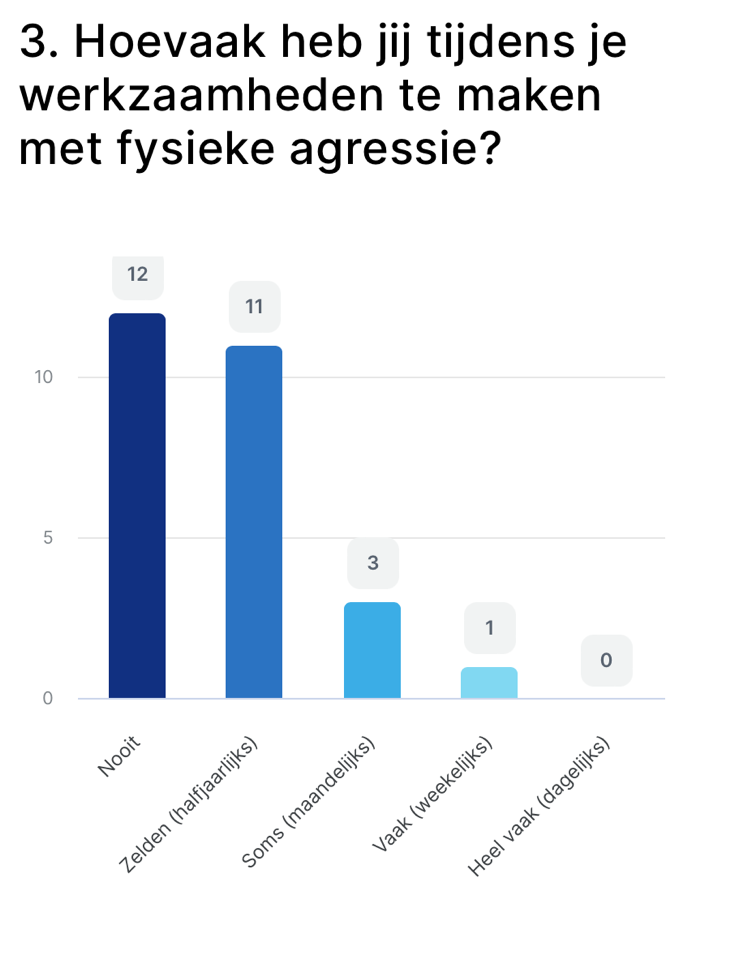 3. Hoevaak heb jij tijdens je
werkzaamheden te maken
met fysieke agressie?
12
11
10
5
3
1
0
0
Nooit
Zelden (halfjaarlijks)
Soms (maandelijks)
Vaak (weekelijks)
Heel vaak (dagelijks)